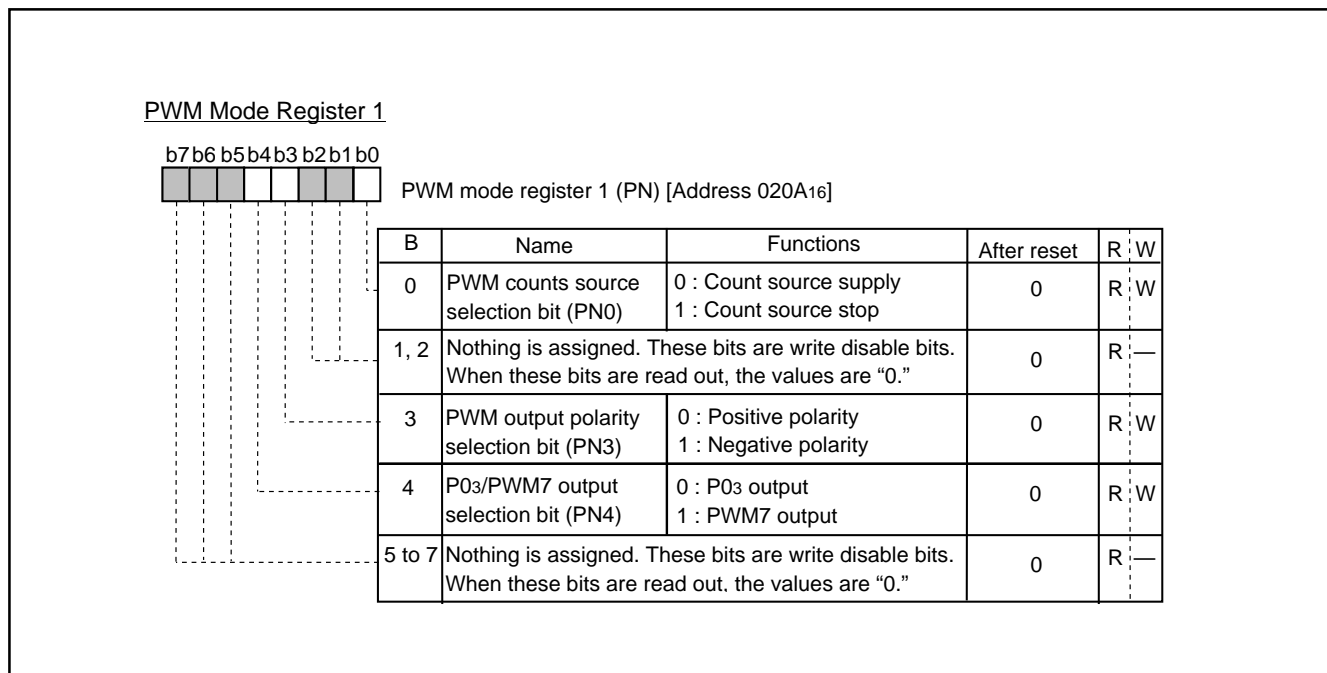 PWM Mode Register 1
b7 b6 b5 b4 b3 b2 b1 b0
PWM mode register 1 (PN) [Address 020A16]
B Name Functions After reset R W
0 PWM counts source 0 : Count source supply 0 R W
selection bit (PN0) 1 : Count source stop
1, 2 Nothing is assigned. These bits are write disable bits. 0 R —
When these bits are read out, the values are “0.”
3 PWM output polarity 0 : Positive polarity 0 R W
selection bit (PN3) 1 : Negative polarity
4 P03/PWM7 output 0 : P03 output 0 R W
selection bit (PN4) 1 : PWM7 output
5 to 7 Nothing is assigned. These bits are write disable bits. 0 R —
When these bits are read out, the values are “0.”